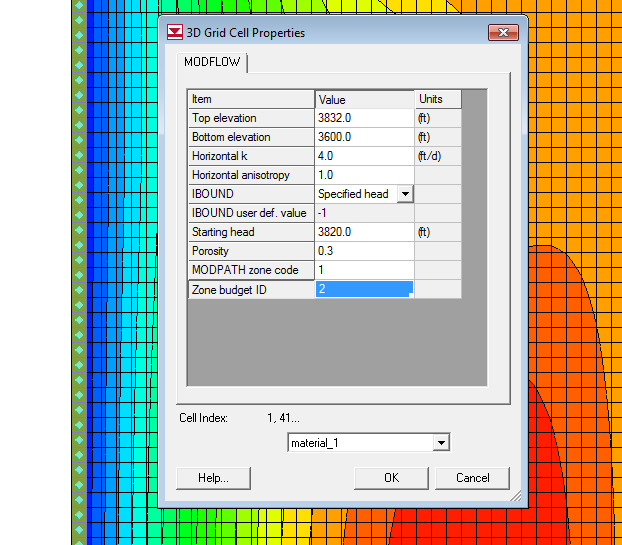 3D Grid Cell Properties
MODFLOW
Item Value Units
Top elevation 3832.0 (ft)
Bottom elevation 3600.0 (ft)
Horizontal k 4.0 (ft/d)
Horizontal anisotropy 1.0
IBOUND Specified head
IBOUND user def. value -1
Starting head 3820.0 (ft)
Porosity 0.3
MODPATH zone code 1
Zone budget ID 2
Cell Index: 1, 41...
material_1
Help... OK Cancel